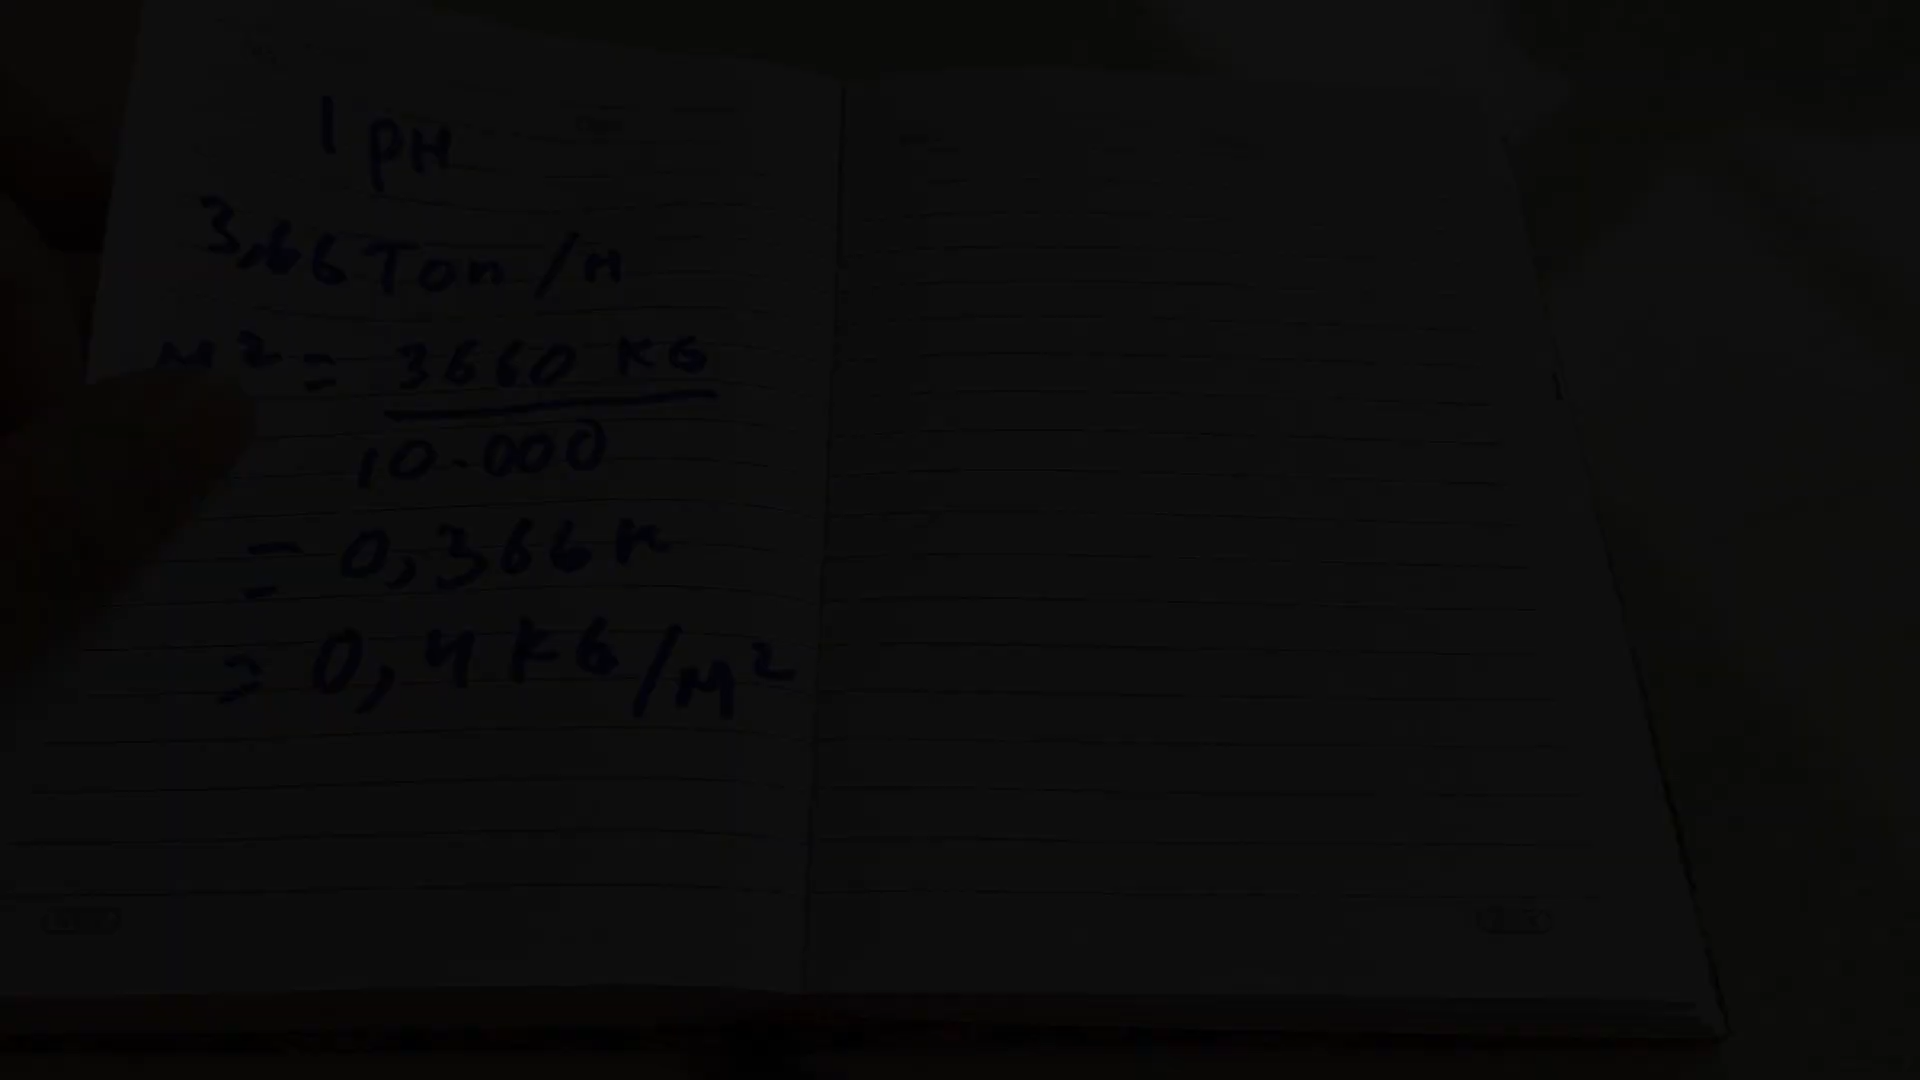 1 PH
3,66 Ton/H
M² = 3660 KG
10.000
= 0,366 K
= 0,4 KG/M²